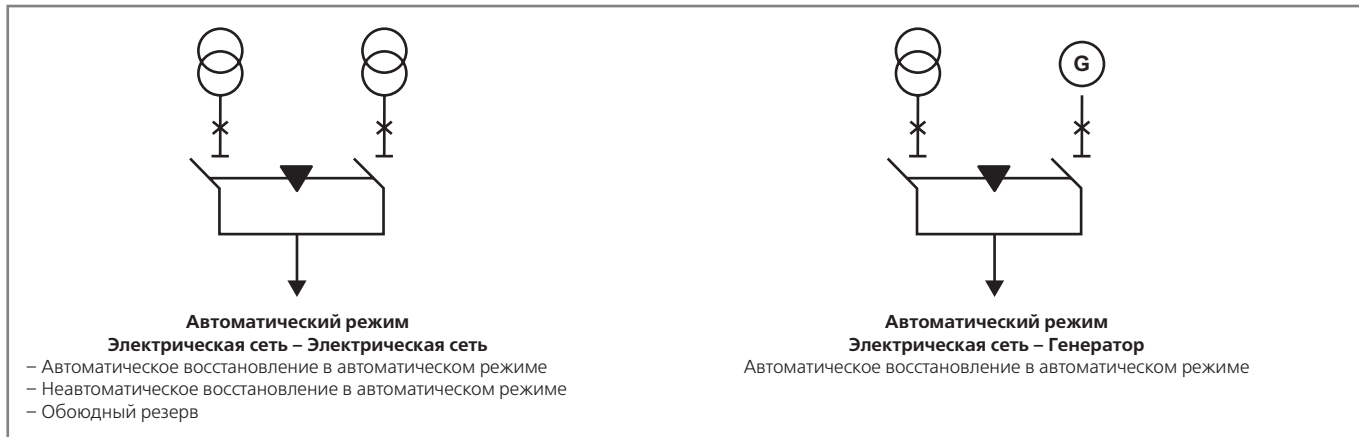 G
Автоматический режим
Электрическая сеть – Электрическая сеть
– Автоматическое восстановление в автоматическом режиме
– Неавтоматическое восстановление в автоматическом режиме
– Обоюдный резерв
Автоматический режим
Электрическая сеть – Генератор
Автоматическое восстановление в автоматическом режиме